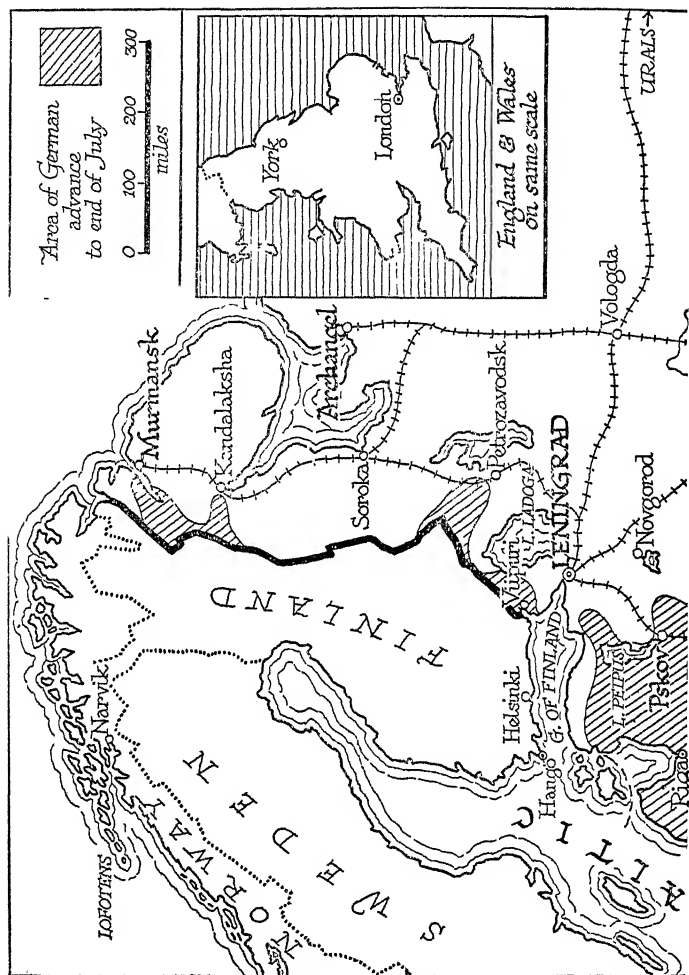 Area of German
advance
to end of July
0 100 200 300
miles
York
London
England & Wales
on same scale
URALS→
Murmansk
Kandalaksha
Archangel
Soroka
Petrozavodsk
Vologda
L. LADOGA
Viipuri
LENINGRAD
Novgorod
FINLAND
Helsinki
Hango
G. OF FINLAND
L. PEIPUS
Pskov
Riga
BALTIC
SWEDEN
NORWAY
Narvik
LOFOTENS